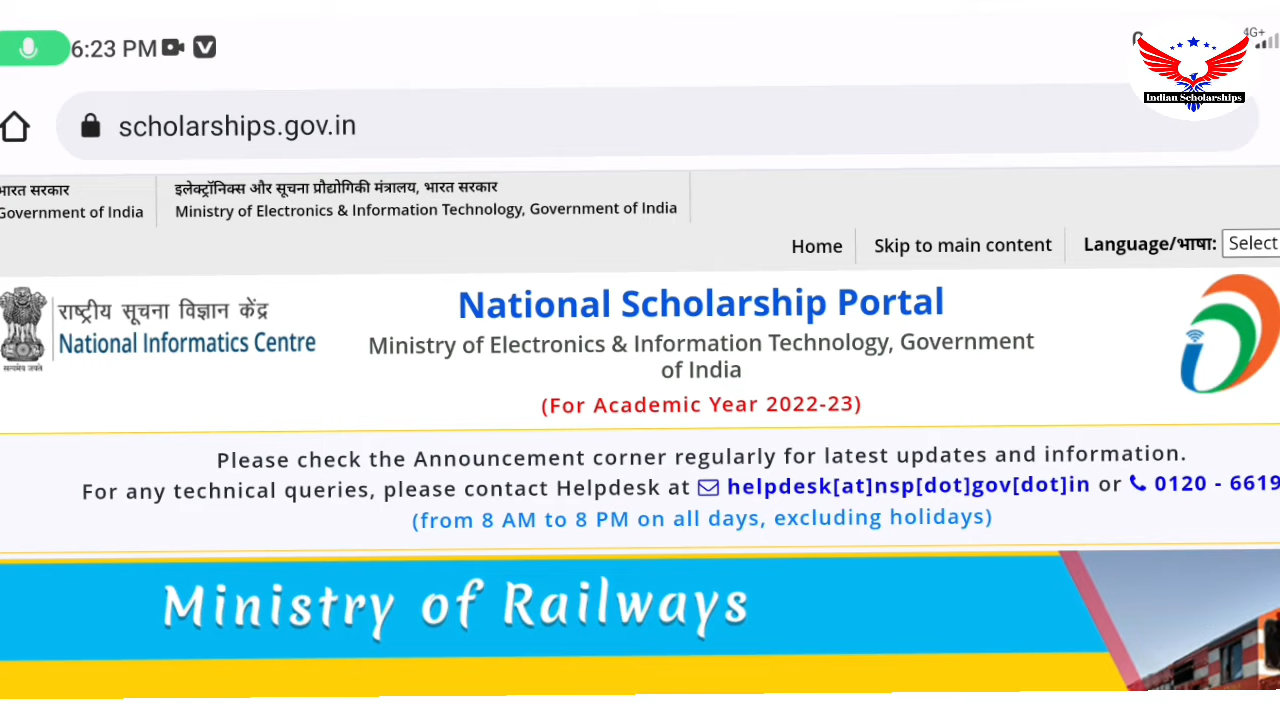 6:23 PM
4G+
Indian Scholarships
scholarships.gov.in
भारत सरकार
Government of India
इलेक्ट्रॉनिक्स और सूचना प्रौद्योगिकी मंत्रालय, भारत सरकार
Ministry of Electronics & Information Technology, Government of India
Home
Skip to main content
Language/भाषा:
Select
राष्ट्रीय सूचना विज्ञान केंद्र
National Informatics Centre
सत्यमेव जयते
National Scholarship Portal
Ministry of Electronics & Information Technology, Government
of India
(For Academic Year 2022-23)
Please check the Announcement corner regularly for latest updates and information.
For any technical queries, please contact Helpdesk at helpdesk[at]nsp[dot]gov[dot]in or 0120 - 6619
(from 8 AM to 8 PM on all days, excluding holidays)
Ministry of Railways